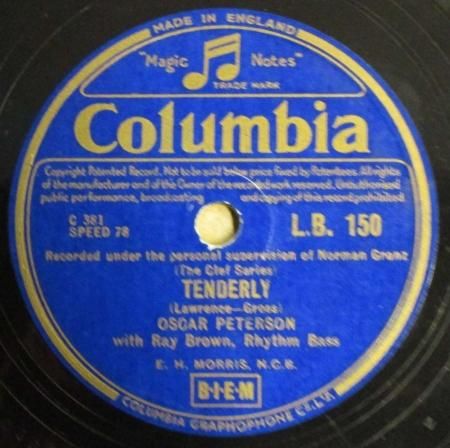 MADE IN ENGLAND
"Magic Notes"
TRADE MARK
Columbia
Copyright Patented Record. Not to be sold below price fixed by Patentees. All rights
of the manufacturer and of this Owner of the recorded work reserved. Unauthorised
public performance, broadcasting and copying of this record prohibited.
C 381
SPEED 78
L.B. 150
Recorded under the personal supervision of Norman Granz
(The Clef Series)
TENDERLY
(Lawrence—Gross)
OSCAR PETERSON
with Ray Brown, Rhythm Bass
E. H. MORRIS, N.C.B.
B·I·E·M
COLUMBIA GRAPHOPHONE CO. LTD.